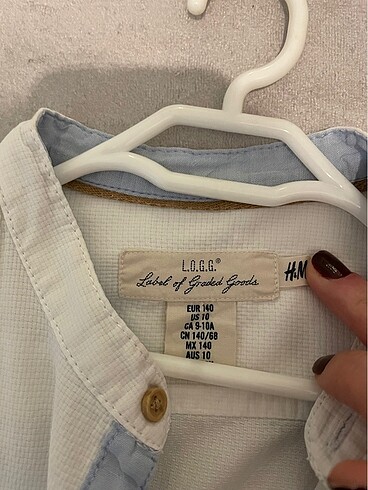 L.O.G.G.®
Label of Graded Goods
H&M
EUR 140
US 10
CA 9-10A
CN 140/68
MX 140
AUS 10